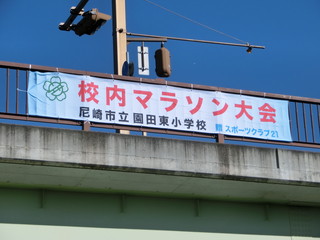 校内マラソン大会
尼崎市立園田東小学校
スポーツクラブ21